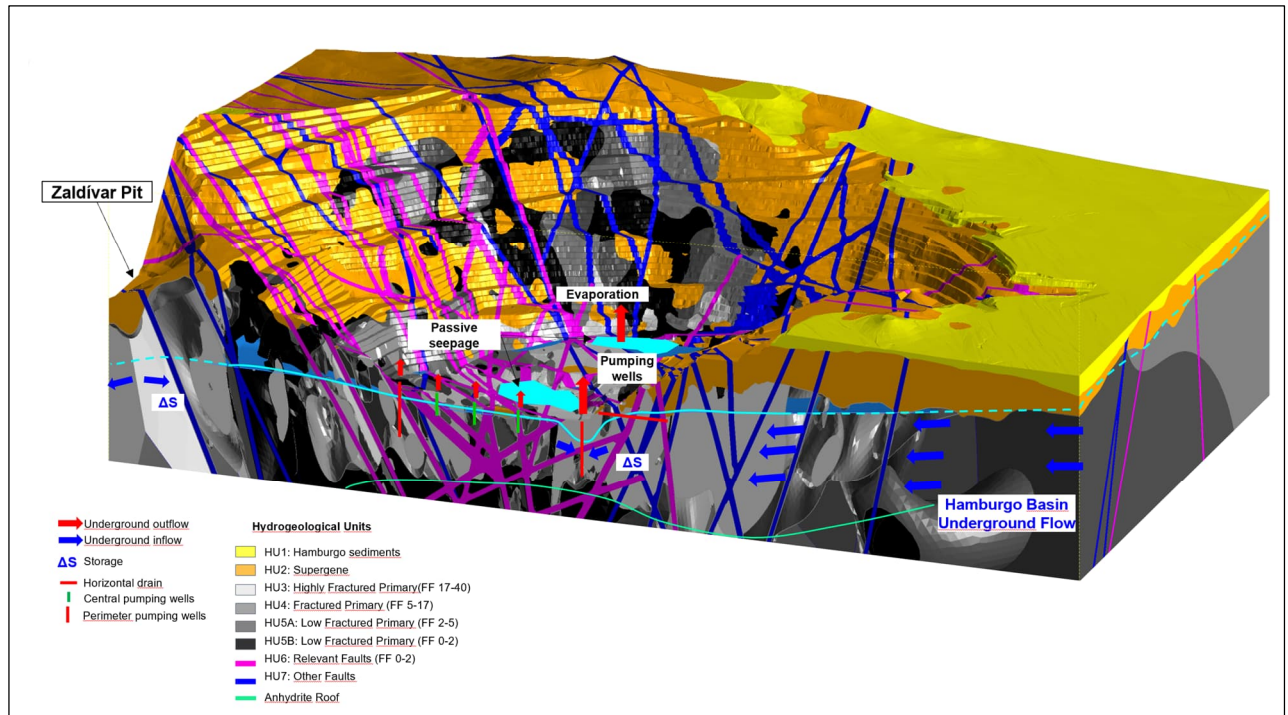 Zaldívar Pit
Evaporation
Passive
seepage
Pumping
wells
ΔS
ΔS
Hamburgo Basin
Underground Flow
Underground outflow
Underground inflow
ΔS Storage
Horizontal drain
Central pumping wells
Perimeter pumping wells
Hydrogeological Units
HU1: Hamburgo sediments
HU2: Supergene
HU3: Highly Fractured Primary(FF 17-40)
HU4: Fractured Primary (FF 5-17)
HU5A: Low Fractured Primary (FF 2-5)
HU5B: Low Fractured Primary (FF 0-2)
HU6: Relevant Faults (FF 0-2)
HU7: Other Faults
Anhydrite Roof